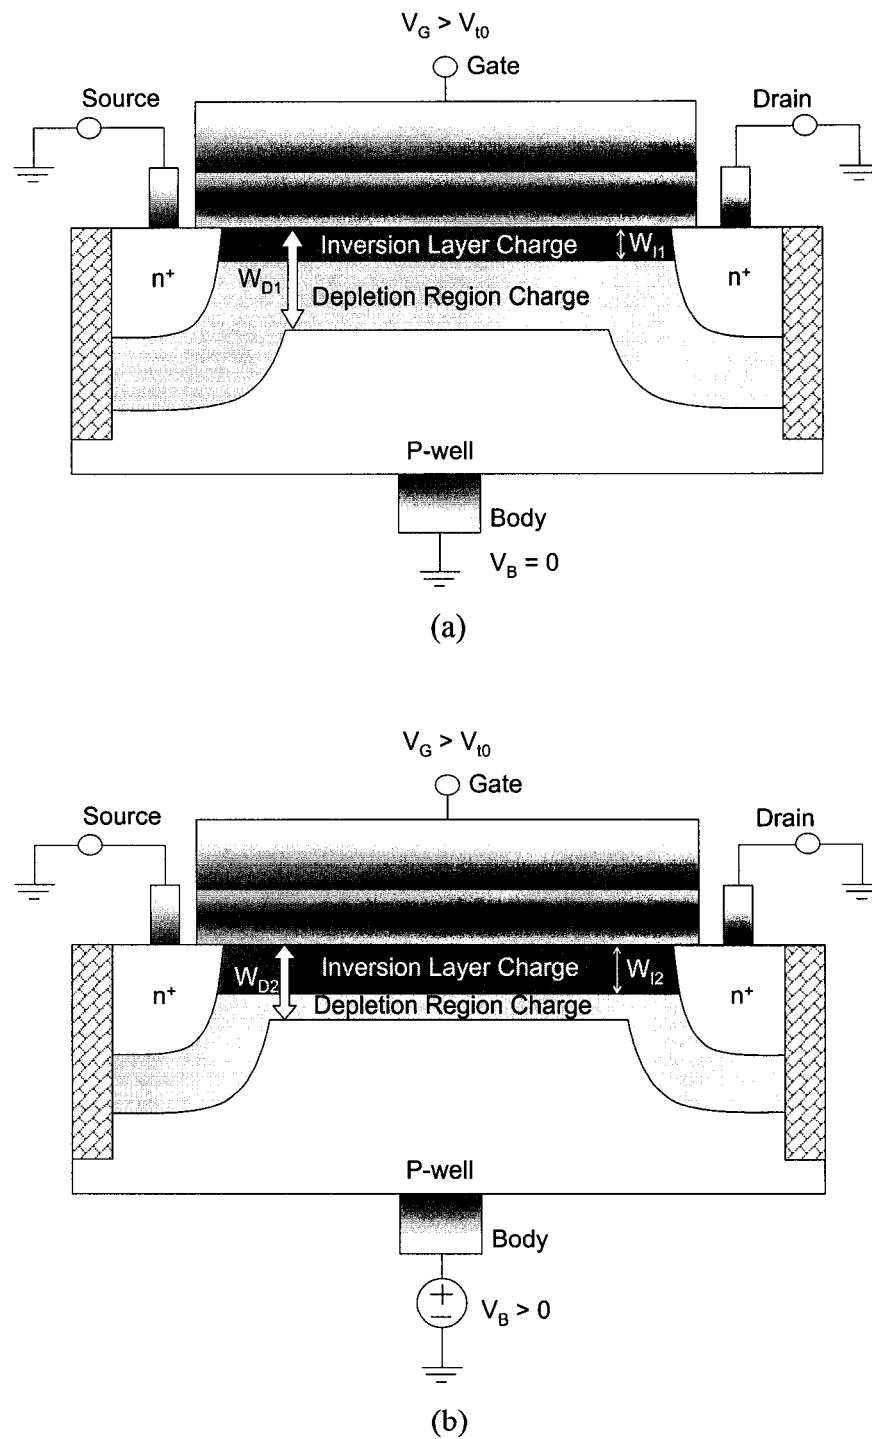 V_G > V_t0
Gate
Source
Drain
Inversion Layer Charge
W_I1
n+
W_D1
n+
Depletion Region Charge
P-well
Body
V_B = 0
(a)
V_G > V_t0
Gate
Source
Drain
W_D2
Inversion Layer Charge
W_I2
n+
n+
Depletion Region Charge
P-well
Body
+
–
V_B > 0
(b)